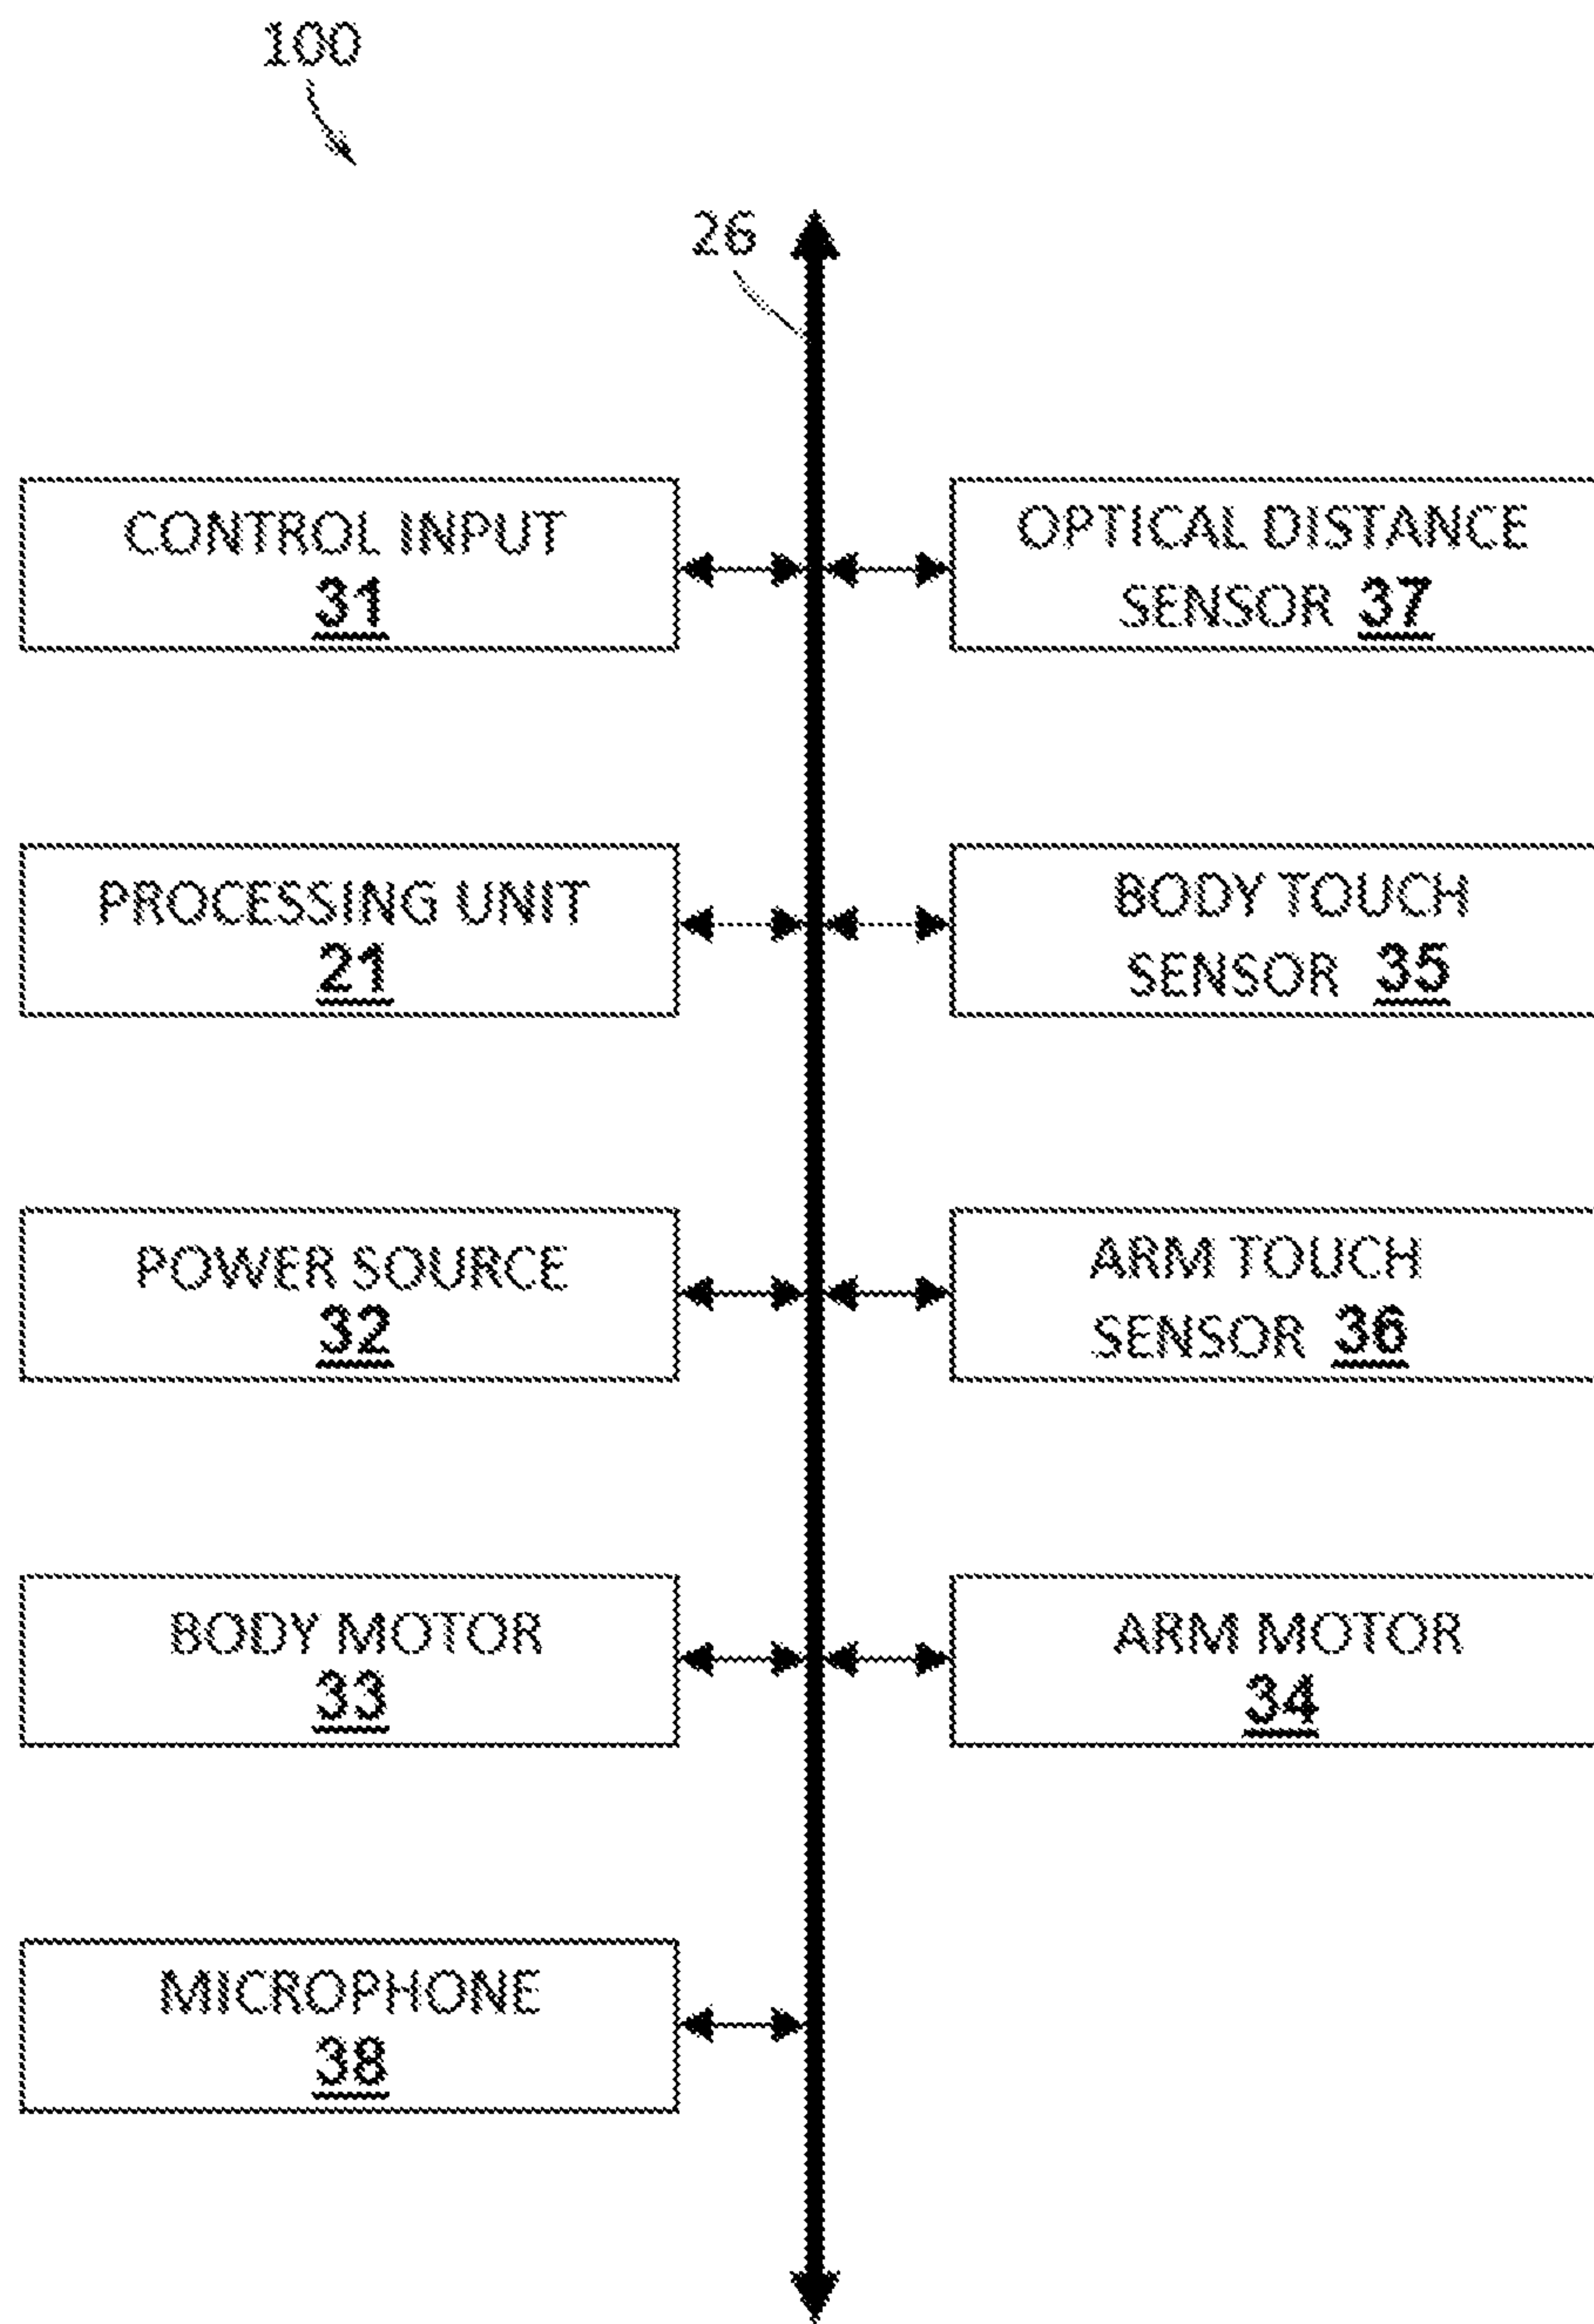 100
26
CONTROL INPUT
31
OPTICAL DISTANCE
SENSOR 37
PROCESSING UNIT
21
BODY TOUCH
SENSOR 35
POWER SOURCE
32
ARM TOUCH
SENSOR 36
BODY MOTOR
33
ARM MOTOR
34
MICROPHONE
38